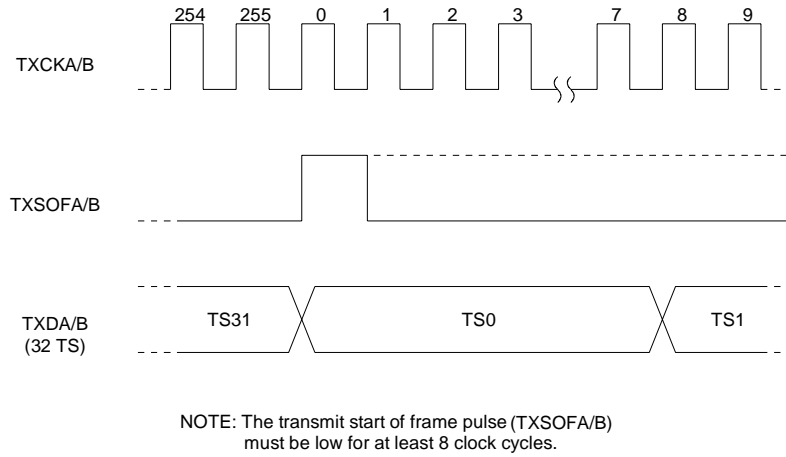 254 255 0 1 2 3 7 8 9
TXCKA/B
TXSOFA/B
TXDA/B
(32 TS)
TS31 TS0 TS1
NOTE: The transmit start of frame pulse (TXSOFA/B)
must be low for at least 8 clock cycles.